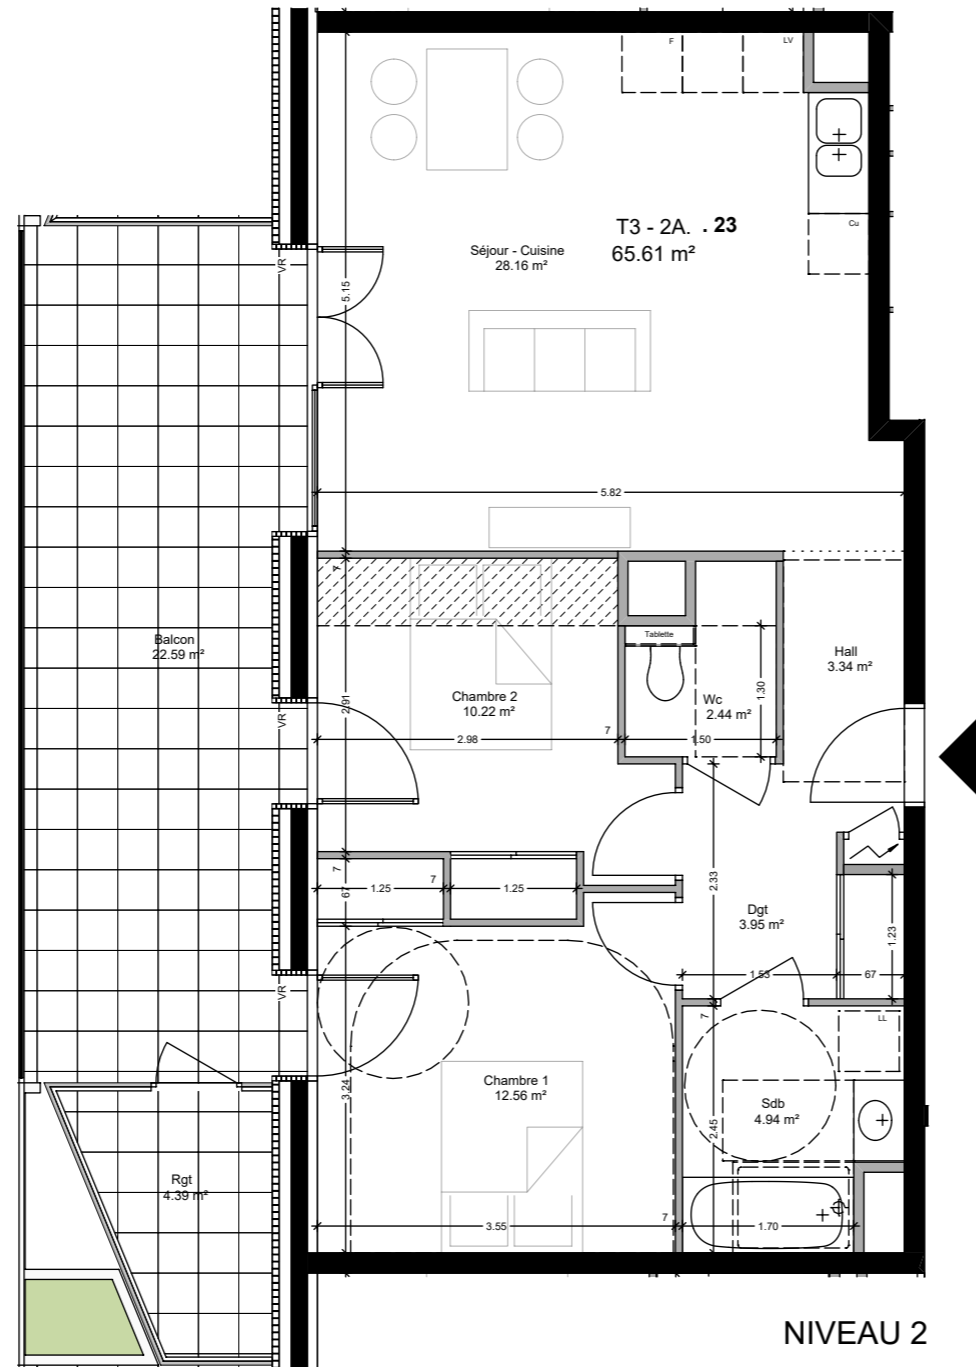 F
LV
T3 - 2A. . 23
65.61 m²
Séjour - Cuisine
28.16 m²
Cu
VR
5.15
5.82
7
Tablette
Balcon
22.59 m²
Hall
3.34 m²
Chambre 2
10.22 m²
Wc
2.44 m²
1.30
2.91
VR
2.98
7
1.50
7
67
1.25
7
1.25
2.33
Dgt
3.95 m²
1.23
1.53
67
VR
7
LL
Chambre 1
12.56 m²
3.24
Sdb
4.94 m²
2.45
Rgt
4.39 m²
3.55
7
1.70
NIVEAU 2